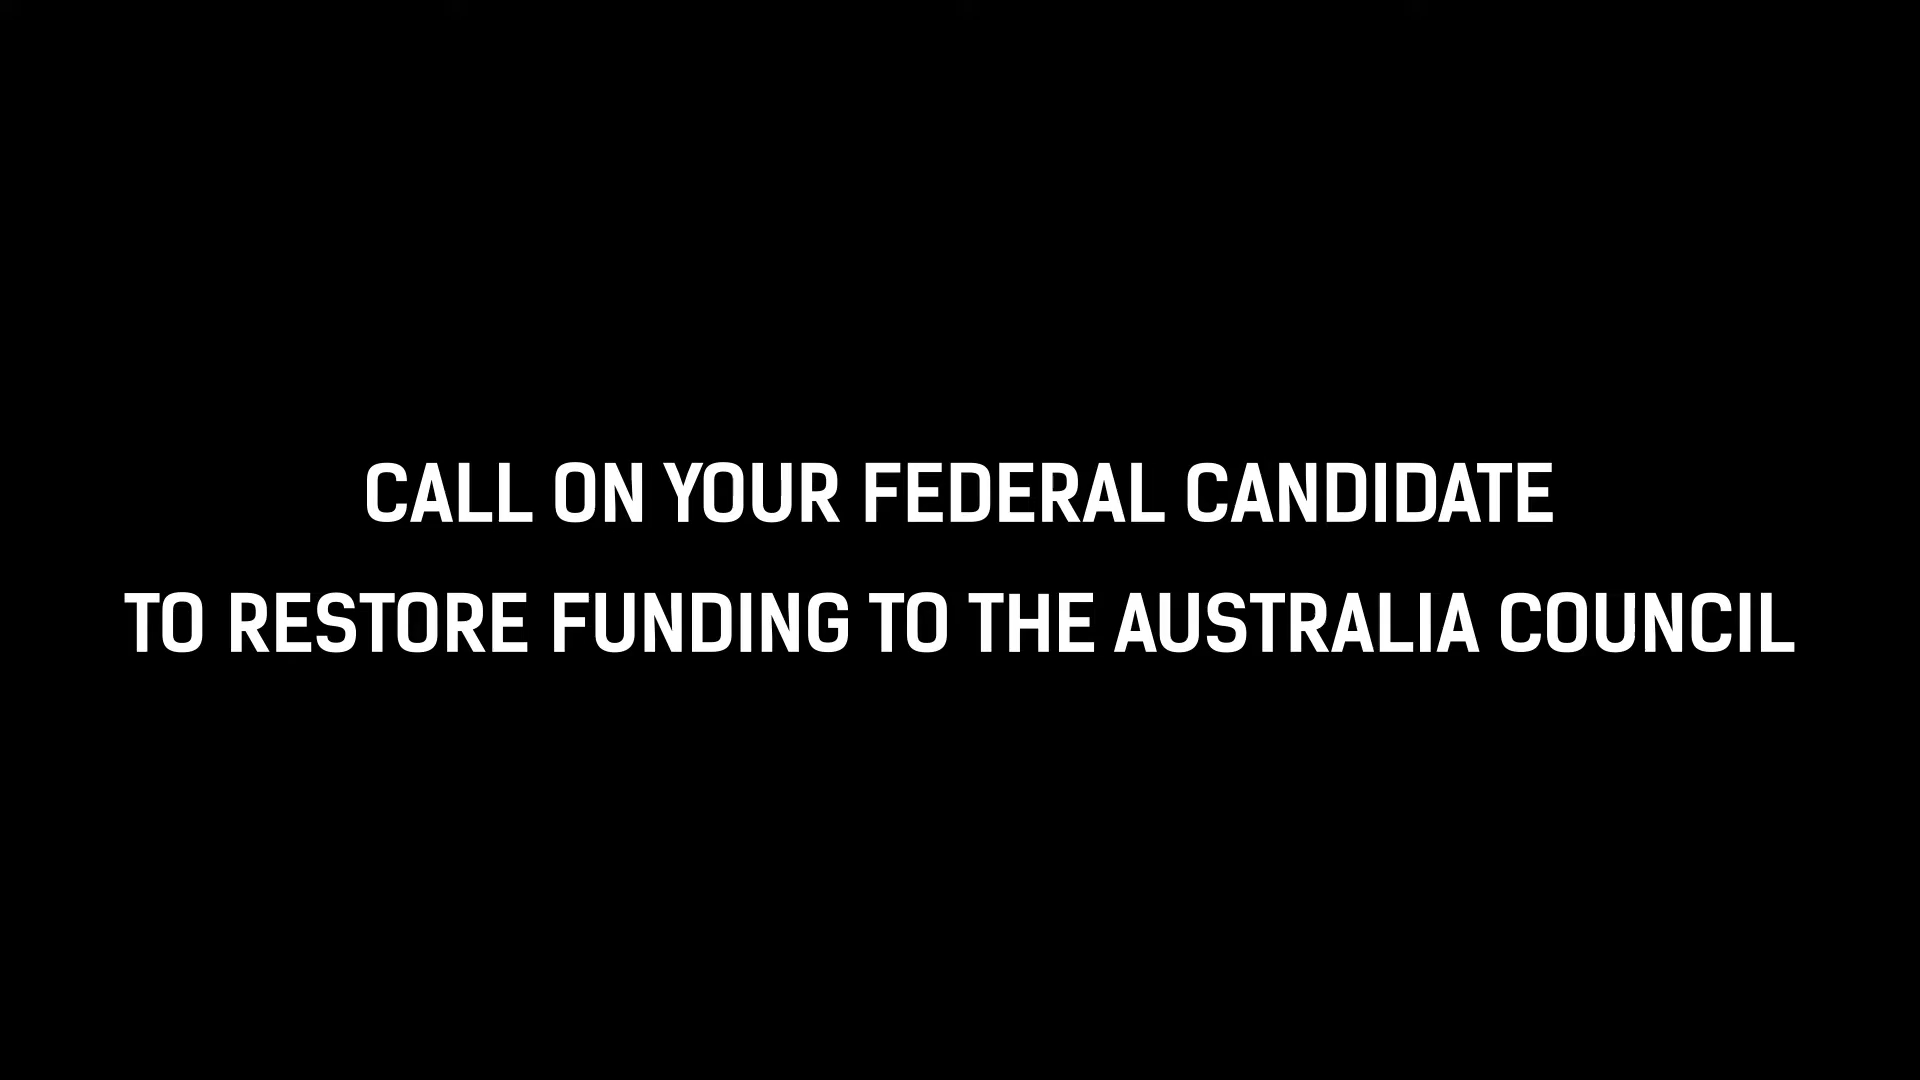 CALL ON YOUR FEDERAL CANDIDATE
TO RESTORE FUNDING TO THE AUSTRALIA COUNCIL